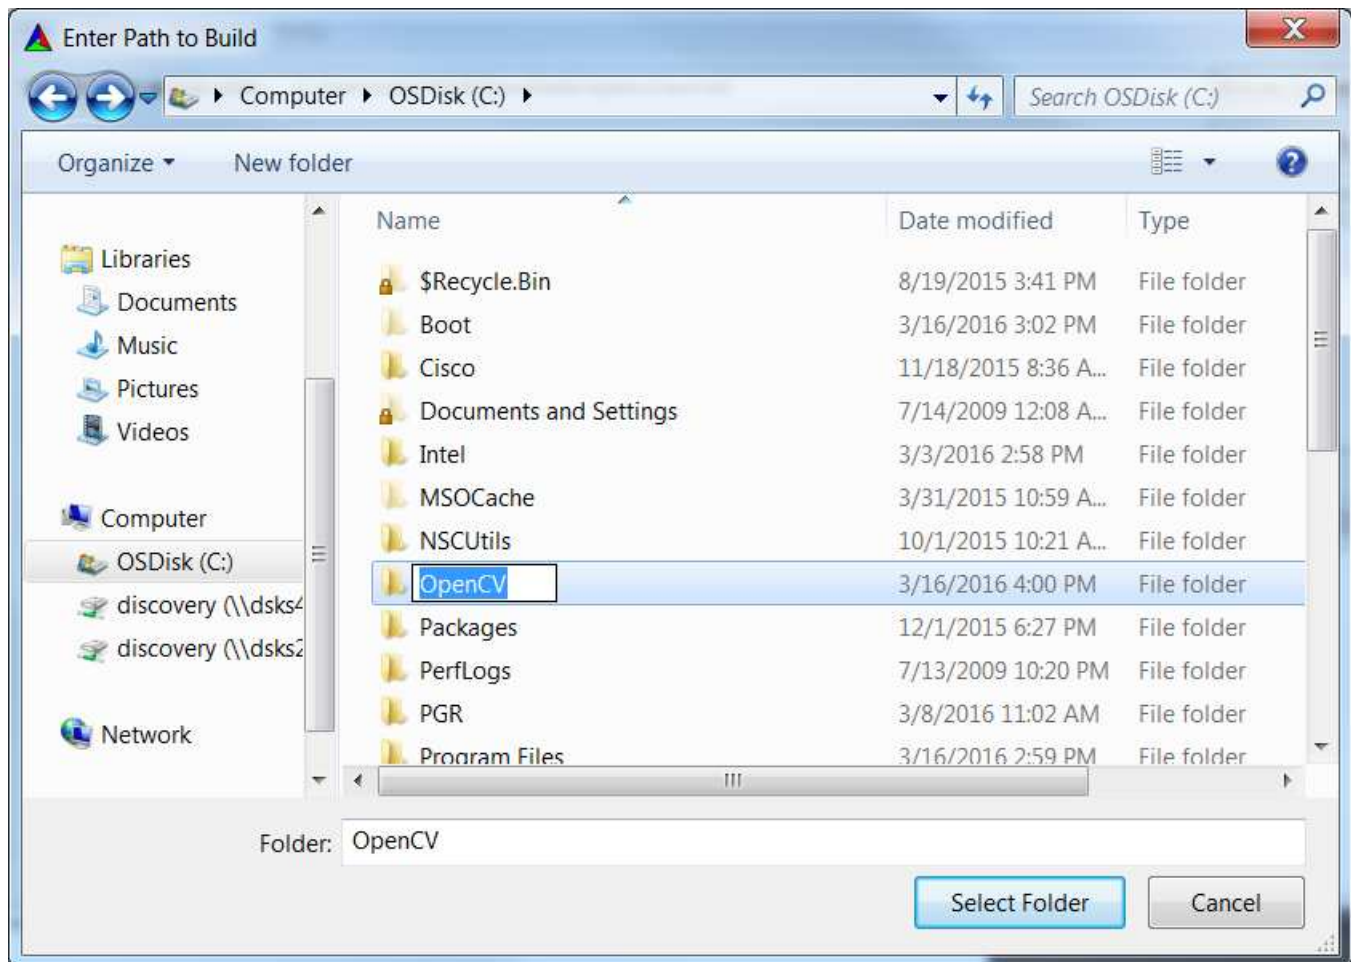 Enter Path to Build
Computer OSDisk (C:)
Search OSDisk (C:)
Organize New folder
Name Date modified Type
Libraries
Documents
Music
Pictures
Videos
Computer
OSDisk (C:)
discovery (\\dsks4
discovery (\\dsks2
Network
$Recycle.Bin 8/19/2015 3:41 PM File folder
Boot 3/16/2016 3:02 PM File folder
Cisco 11/18/2015 8:36 A... File folder
Documents and Settings 7/14/2009 12:08 A... File folder
Intel 3/3/2016 2:58 PM File folder
MSOCache 3/31/2015 10:59 A... File folder
NSCUtils 10/1/2015 10:21 A... File folder
OpenCV 3/16/2016 4:00 PM File folder
Packages 12/1/2015 6:27 PM File folder
PerfLogs 7/13/2009 10:20 PM File folder
PGR 3/8/2016 11:02 AM File folder
Program Files 3/16/2016 2:59 PM File folder
Folder: OpenCV
Select Folder Cancel